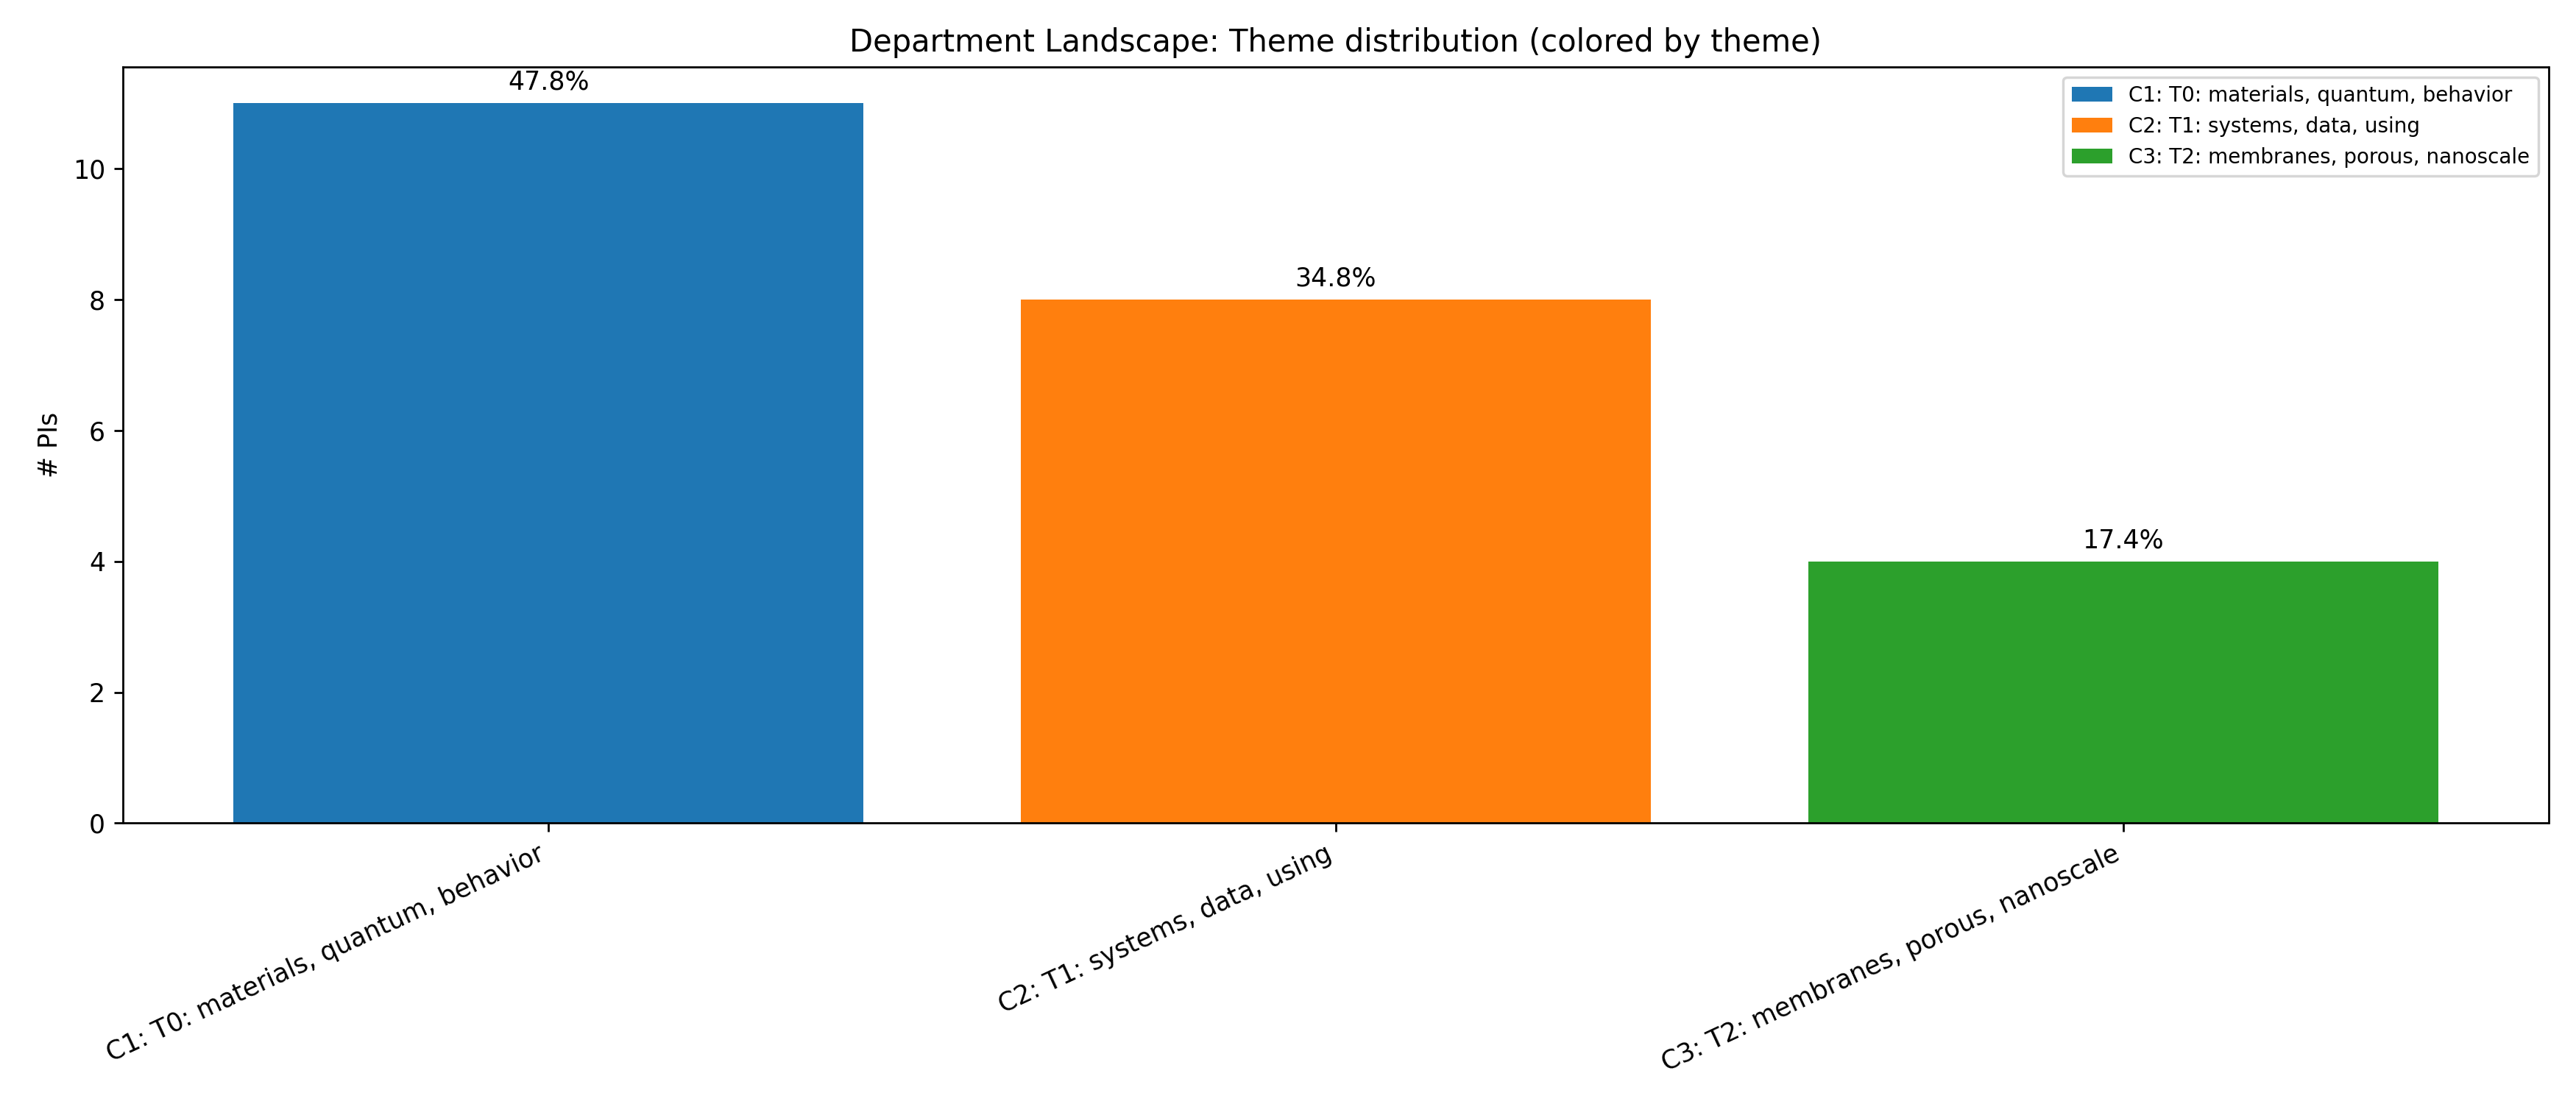 Department Landscape: Theme distribution (colored by theme)
47.8%
34.8%
17.4%
C1: T0: materials, quantum, behavior
C2: T1: systems, data, using
C3: T2: membranes, porous, nanoscale
# PIs
10
8
6
4
2
0
C1: T0: materials, quantum, behavior
C2: T1: systems, data, using
C3: T2: membranes, porous, nanoscale